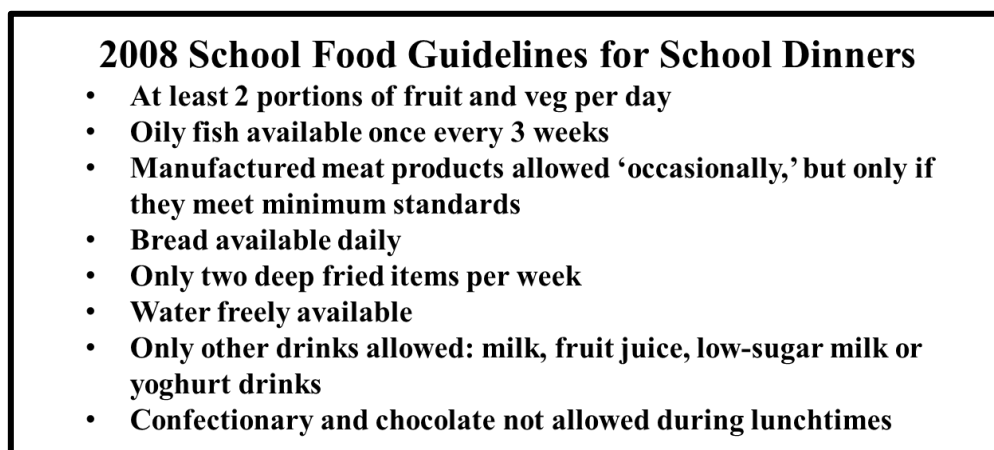 2008 School Food Guidelines for School Dinners
• At least 2 portions of fruit and veg per day
• Oily fish available once every 3 weeks
• Manufactured meat products allowed ‘occasionally,’ but only if
they meet minimum standards
• Bread available daily
• Only two deep fried items per week
• Water freely available
• Only other drinks allowed: milk, fruit juice, low-sugar milk or
yoghurt drinks
• Confectionary and chocolate not allowed during lunchtimes